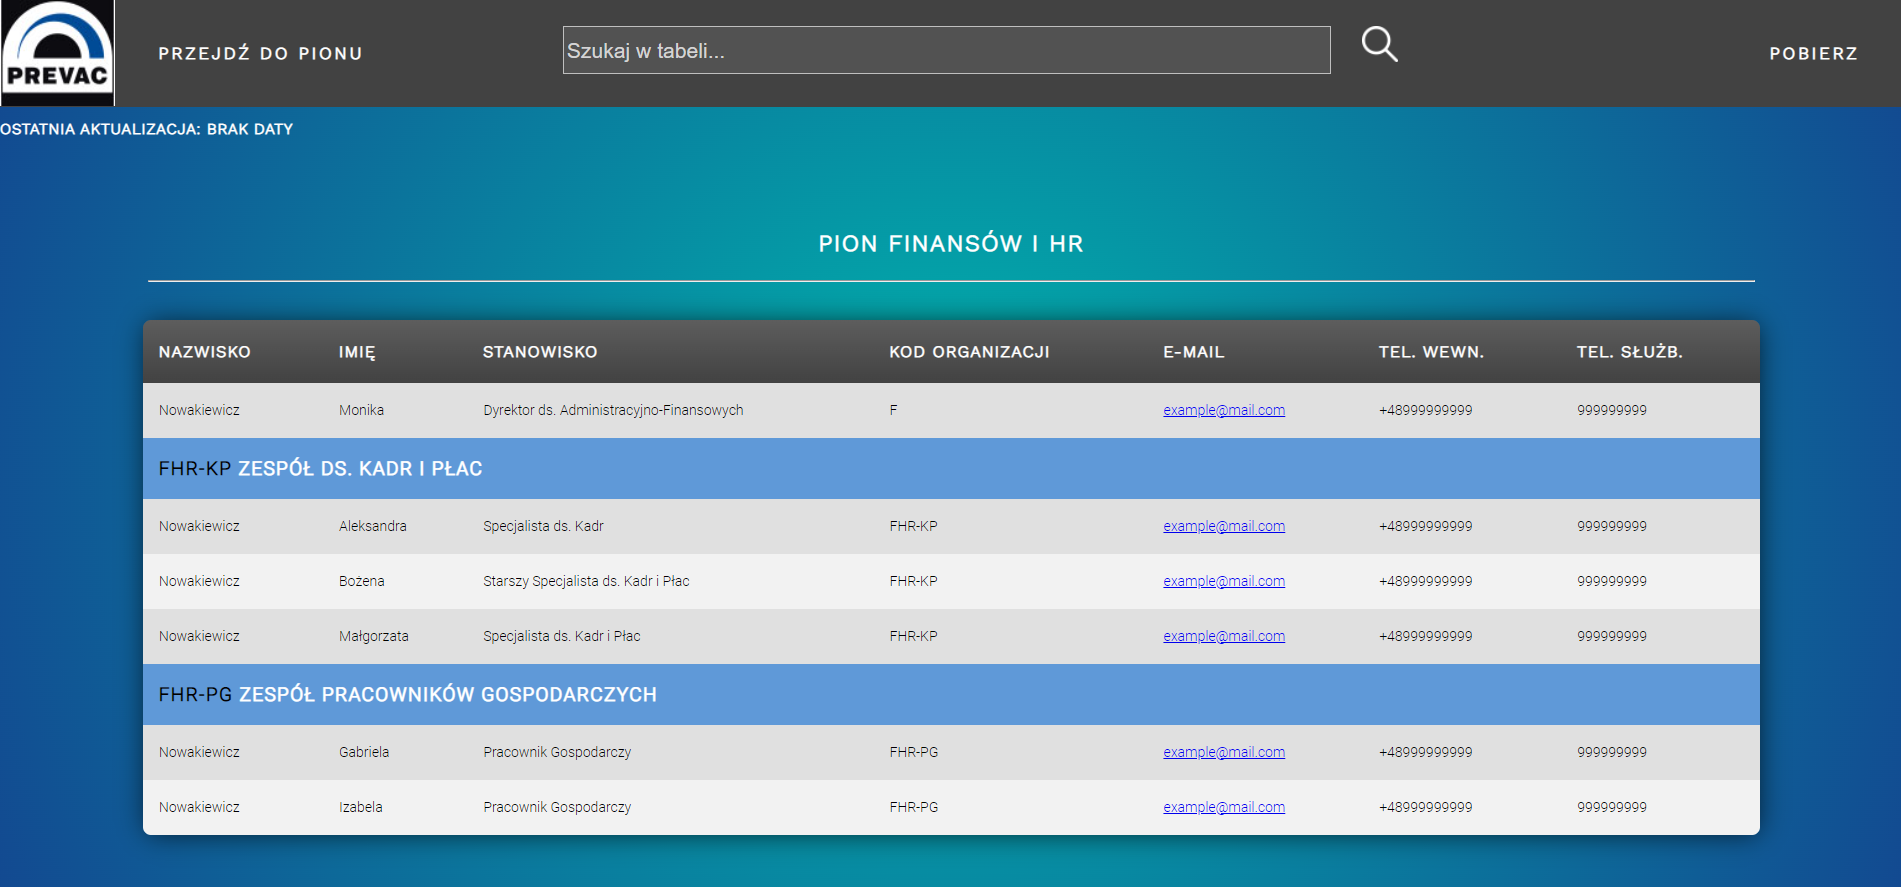 PREVAC
PRZEJDŹ DO PIONU
Szukaj w tabeli...
POBIERZ
OSTATNIA AKTUALIZACJA: BRAK DATY
PION FINANSÓW I HR
NAZWISKO IMIĘ STANOWISKO KOD ORGANIZACJI E-MAIL TEL. WEWN. TEL. SŁUŻB.
Nowakiewicz Monika Dyrektor ds. Administracyjno-Finansowych F example@mail.com +48999999999 999999999
FHR-KP ZESPÓŁ DS. KADR I PŁAC
Nowakiewicz Aleksandra Specjalista ds. Kadr FHR-KP example@mail.com +48999999999 999999999
Nowakiewicz Bożena Starszy Specjalista ds. Kadr i Płac FHR-KP example@mail.com +48999999999 999999999
Nowakiewicz Małgorzata Specjalista ds. Kadr i Płac FHR-KP example@mail.com +48999999999 999999999
FHR-PG ZESPÓŁ PRACOWNIKÓW GOSPODARCZYCH
Nowakiewicz Gabriela Pracownik Gospodarczy FHR-PG example@mail.com +48999999999 999999999
Nowakiewicz Izabela Pracownik Gospodarczy FHR-PG example@mail.com +48999999999 999999999